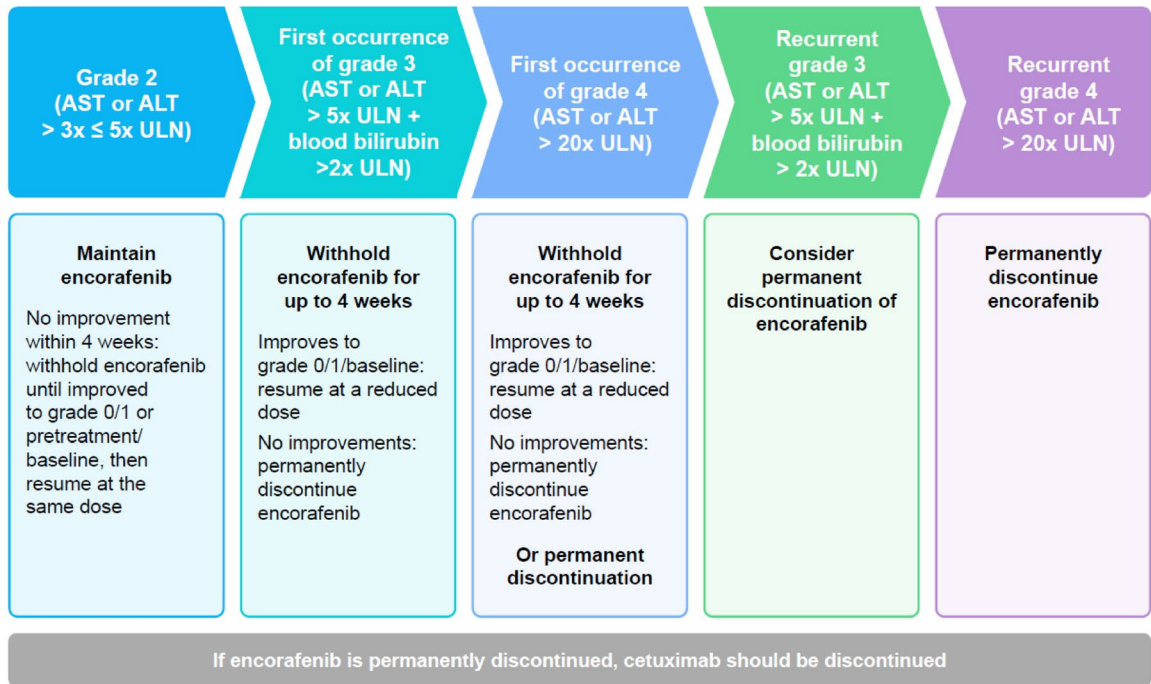 Grade 2
(AST or ALT
> 3x ≤ 5x ULN)
First occurrence
of grade 3
(AST or ALT
> 5x ULN +
blood bilirubin
>2x ULN)
First occurrence
of grade 4
(AST or ALT
> 20x ULN)
Recurrent
grade 3
(AST or ALT
> 5x ULN +
blood bilirubin
> 2x ULN)
Recurrent
grade 4
(AST or ALT
> 20x ULN)
Maintain
encorafenib
No improvement
within 4 weeks:
withhold encorafenib
until improved
to grade 0/1 or
pretreatment/
baseline, then
resume at the
same dose
Withhold
encorafenib for
up to 4 weeks
Improves to
grade 0/1/baseline:
resume at a reduced
dose
No improvements:
permanently
discontinue
encorafenib
Withhold
encorafenib for
up to 4 weeks
Improves to
grade 0/1/baseline:
resume at a reduced
dose
No improvements:
permanently
discontinue
encorafenib
Or permanent
discontinuation
Consider
permanent
discontinuation of
encorafenib
Permanently
discontinue
encorafenib
If encorafenib is permanently discontinued, cetuximab should be discontinued